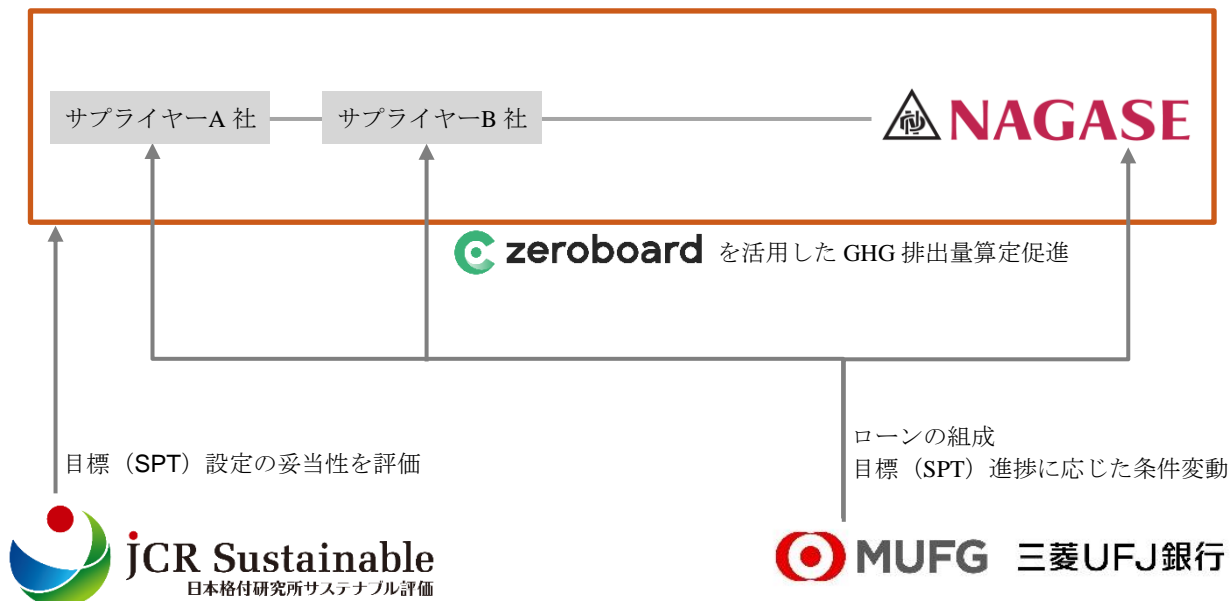 サプライヤーA 社
サプライヤーB 社
NAGASE
zeroboard を活用した GHG 排出量算定促進
ローンの組成
目標（SPT）進捗に応じた条件変動
目標（SPT）設定の妥当性を評価
JCR Sustainable
日本格付研究所サステナブル評価
MUFG 三菱UFJ銀行